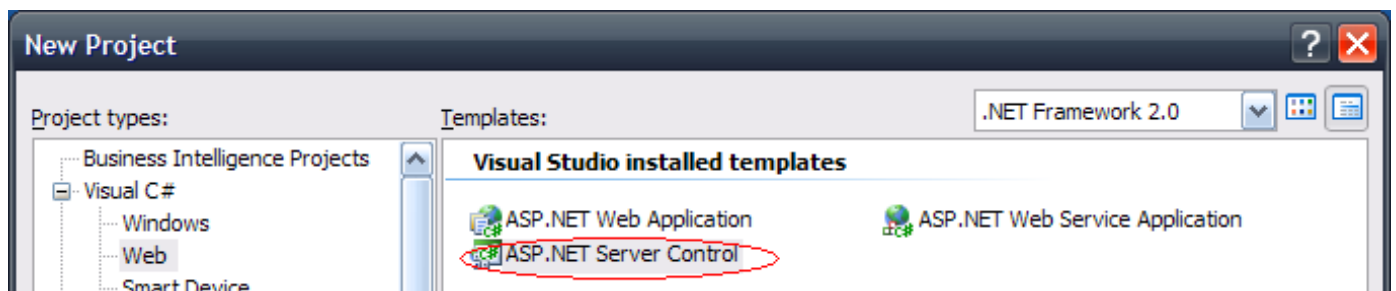 New Project
Project types:
Templates:
.NET Framework 2.0
Business Intelligence Projects
Visual C#
Windows
Web
Smart Device
Visual Studio installed templates
ASP.NET Web Application
ASP.NET Web Service Application
ASP.NET Server Control